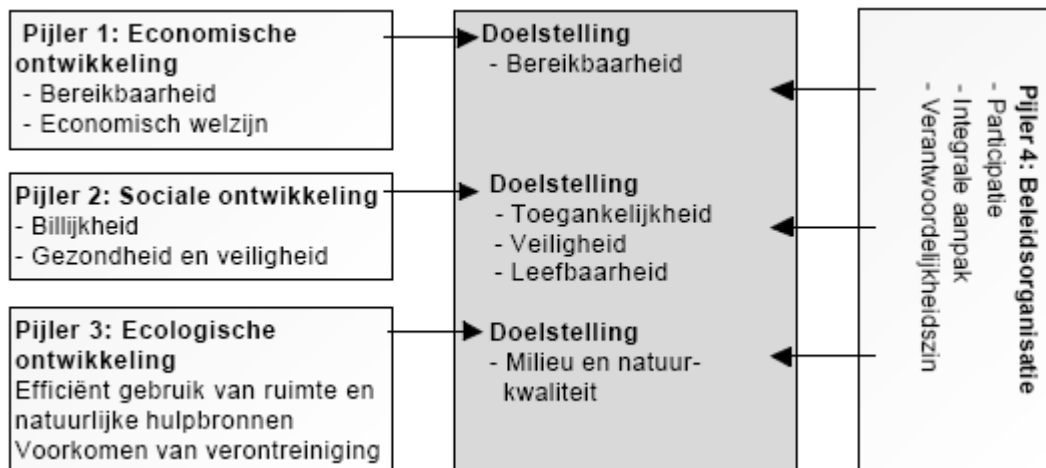 Pijler 1: Economische
ontwikkeling
- Bereikbaarheid
- Economisch welzijn
Pijler 2: Sociale ontwikkeling
- Billijkheid
- Gezondheid en veiligheid
Pijler 3: Ecologische
ontwikkeling
Efficiënt gebruik van ruimte en
natuurlijke hulpbronnen
Voorkomen van verontreiniging
Doelstelling
- Bereikbaarheid
Doelstelling
- Toegankelijkheid
- Veiligheid
- Leefbaarheid
Doelstelling
- Milieu en natuur-
kwaliteit
Pijler 4: Beleidsorganisatie
- Participatie
- Integrale aanpak
- Verantwoordelijkheidszin